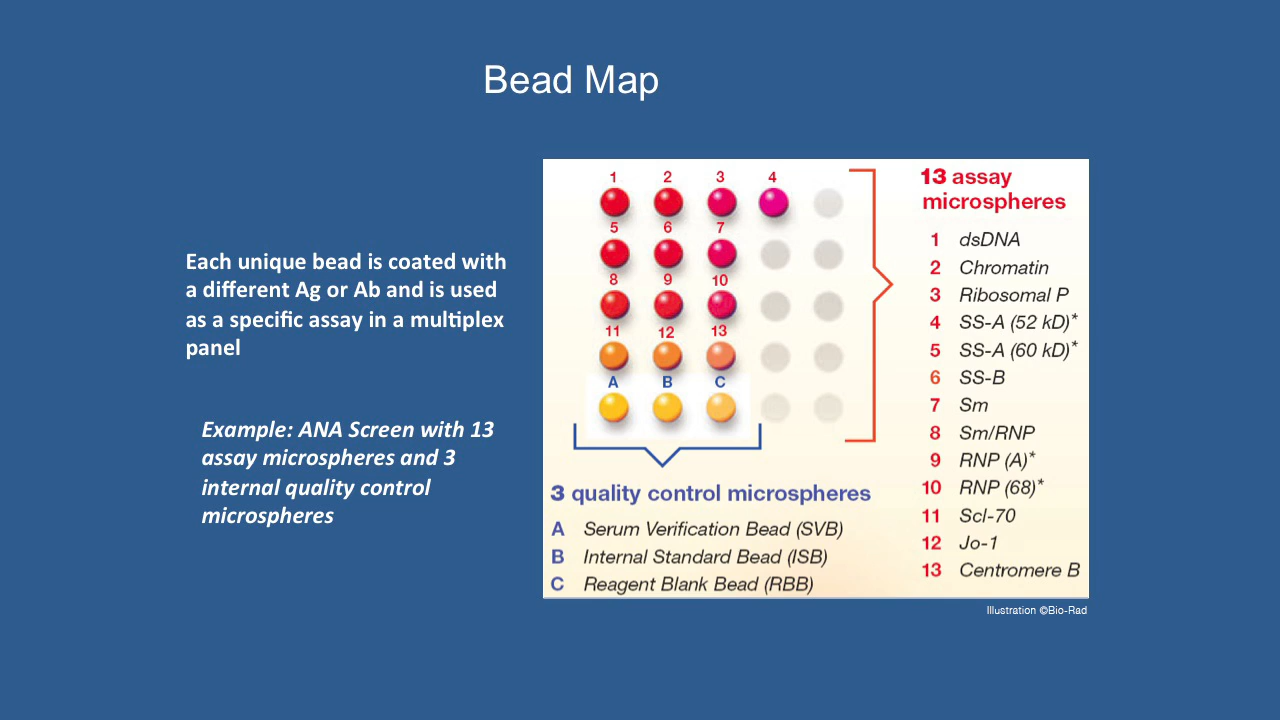 Bead Map
Each unique bead is coated with
a different Ag or Ab and is used
as a specific assay in a multiplex
panel
Example: ANA Screen with 13
assay microspheres and 3
internal quality control
microspheres
1 2 3 4
5 6 7
8 9 10
11 12 13
A B C
3 quality control microspheres
A Serum Verification Bead (SVB)
B Internal Standard Bead (ISB)
C Reagent Blank Bead (RBB)
13 assay
microspheres
1 dsDNA
2 Chromatin
3 Ribosomal P
4 SS-A (52 kD)*
5 SS-A (60 kD)*
6 SS-B
7 Sm
8 Sm/RNP
9 RNP (A)*
10 RNP (68)*
11 Scl-70
12 Jo-1
13 Centromere B
Illustration ©Bio-Rad